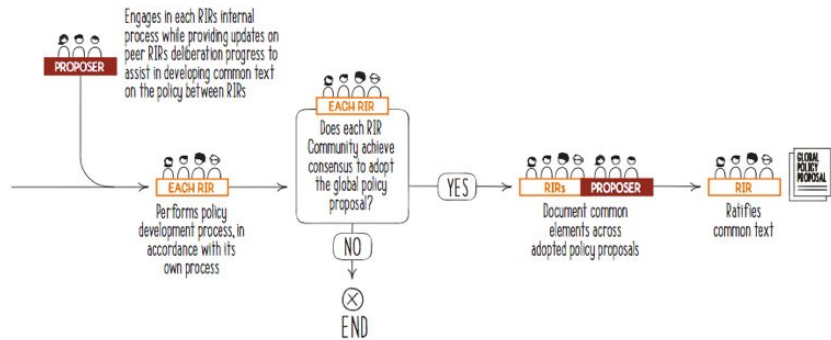 Engages in each RIRs internal
process while providing updates on
peer RIRs deliberation progress to
assist in developing common text
on the policy between RIRs
PROPOSER
EACH RIR
Performs policy
development process, in
accordance with its
own process
EACH RIR
Does each RIR
Community achieve
consensus to adopt
the global policy
proposal?
YES
NO
END
RIRs
PROPOSER
Document common
elements across
adopted policy proposals
RIR
Ratifies
common text
GLOBAL
POLICY
PROPOSAL